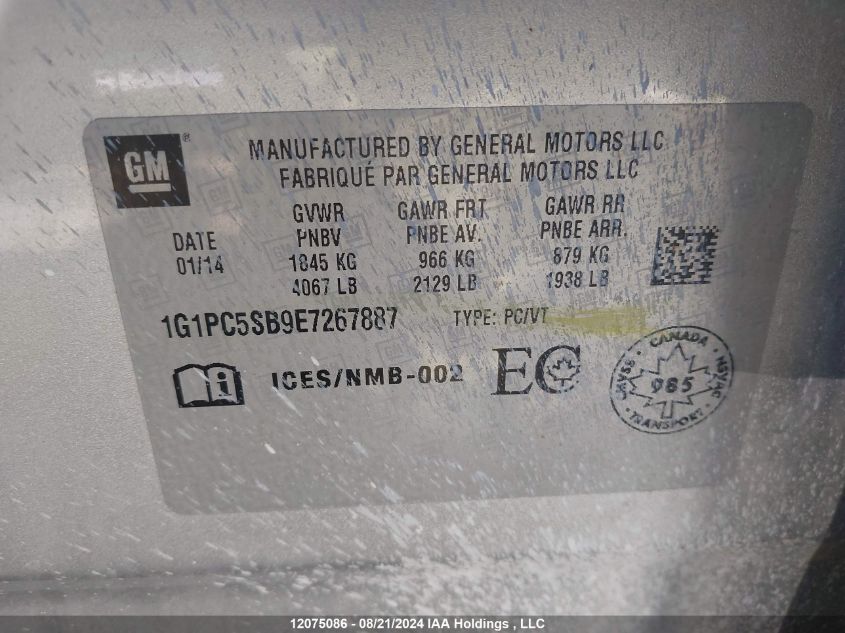 GM ®
MANUFACTURED BY GENERAL MOTORS LLC
FABRIQUÉ PAR GENERAL MOTORS LLC
DATE
01/14
GVWR
PNBV
1845 KG
4067 LB
GAWR FRT
PNBE AV.
966 KG
2129 LB
GAWR RR
PNBE ARR.
879 KG
1938 LB
1G1PC5SB9E7267887 TYPE: PC/VT
i ICES/NMB-002 EC
CANADA
CMVSS 985 NSVAC
TRANSPORT
12075086 - 08/21/2024 IAA Holdings , LLC